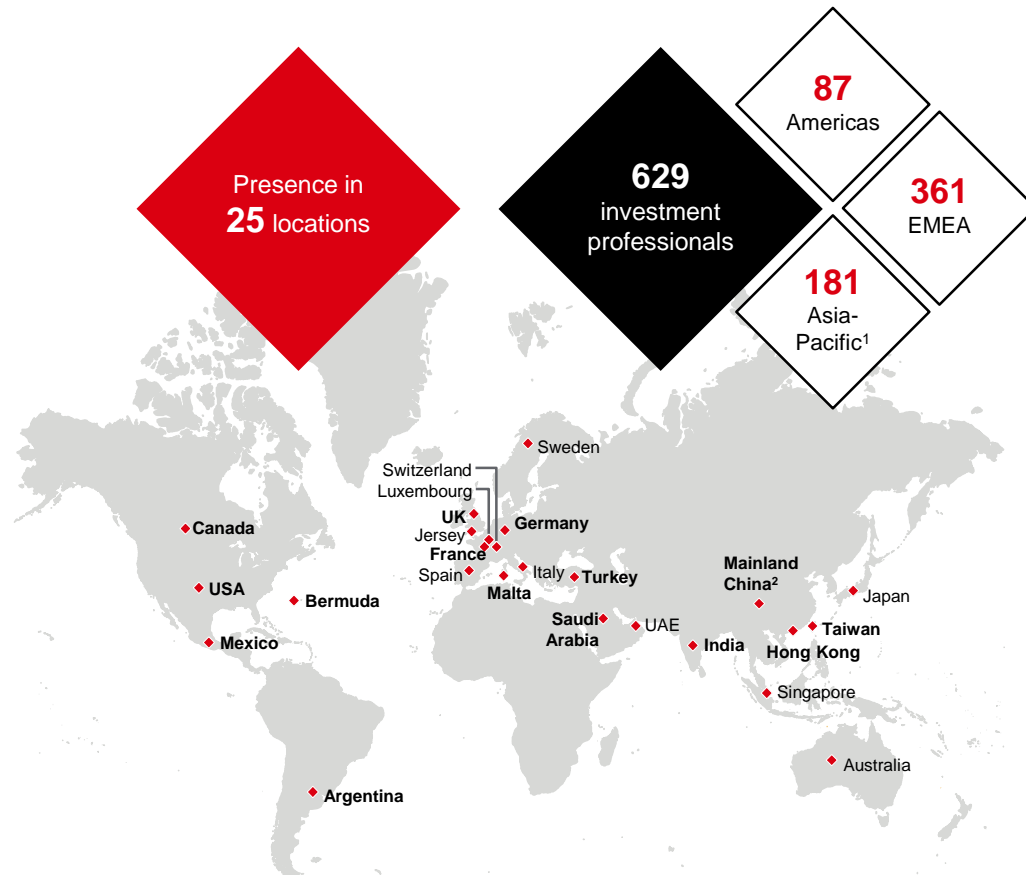 Presence in
25 locations
629
investment
professionals
87
Americas
361
EMEA
181
Asia-
Pacific¹
Sweden
Switzerland
Luxembourg
UK
Jersey
France
Spain
Germany
Italy
Malta
Turkey
Canada
USA
Bermuda
Mexico
Argentina
Saudi
Arabia
UAE
India
Mainland
China²
Japan
Taiwan
Hong Kong
Singapore
Australia